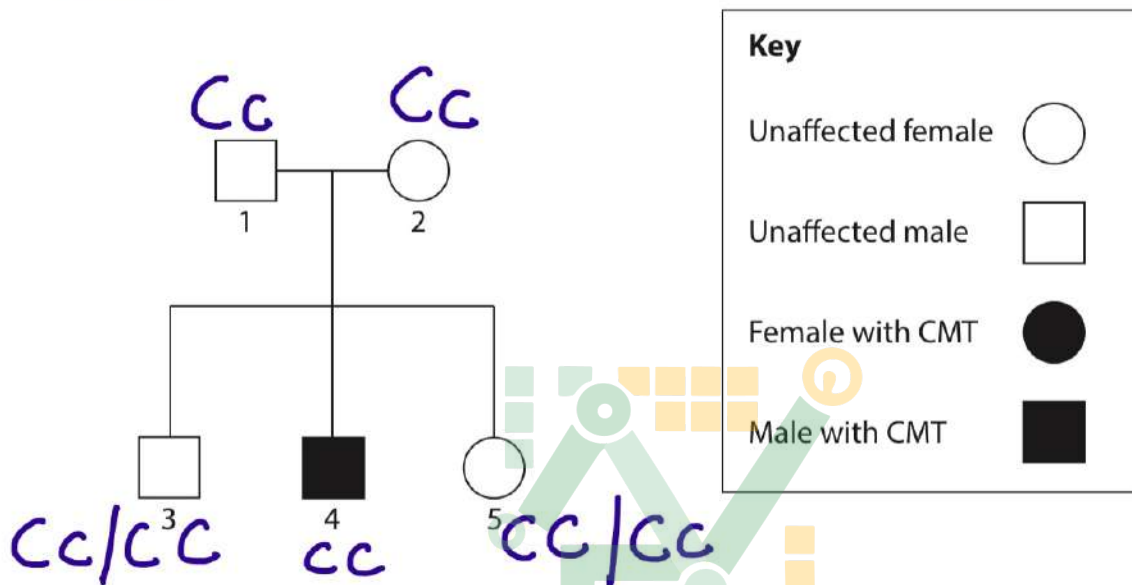 Key
Cc Cc
Unaffected female
1 2
Unaffected male
Female with CMT
Male with CMT
3 4 5
Cc/CC cc CC/Cc